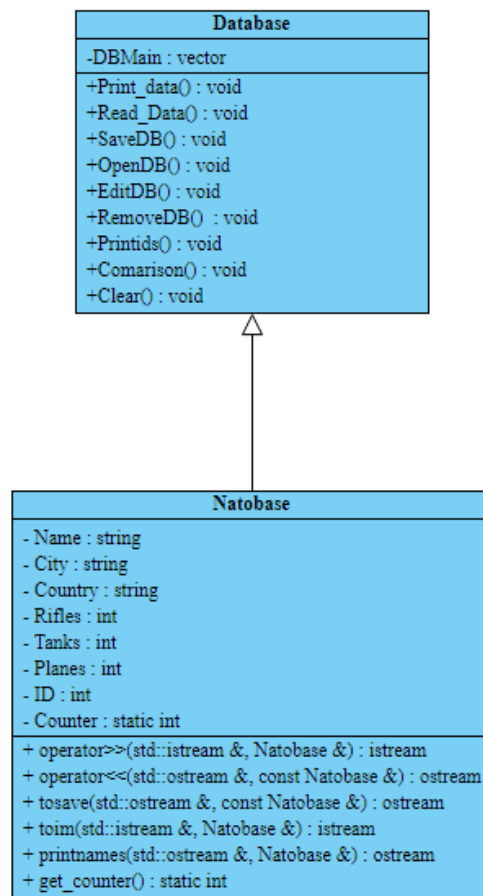 Database
-DBMain : vector
+Print_data() : void
+Read_Data() : void
+SaveDB() : void
+OpenDB() : void
+EditDB() : void
+RemoveDB() : void
+Printids() : void
+Comarison() : void
+Clear() : void
Natobase
- Name : string
- City : string
- Country : string
- Rifles : int
- Tanks : int
- Planes : int
- ID : int
- Counter : static int
+ operator>>(std::istream &, Natobase &) : istream
+ operator<<(std::ostream &, const Natobase &) : ostream
+ tosave(std::ostream &, const Natobase &) : ostream
+ toim(std::istream &, Natobase &) : istream
+ printnames(std::ostream &, Natobase &) : ostream
+ get_counter() : static int